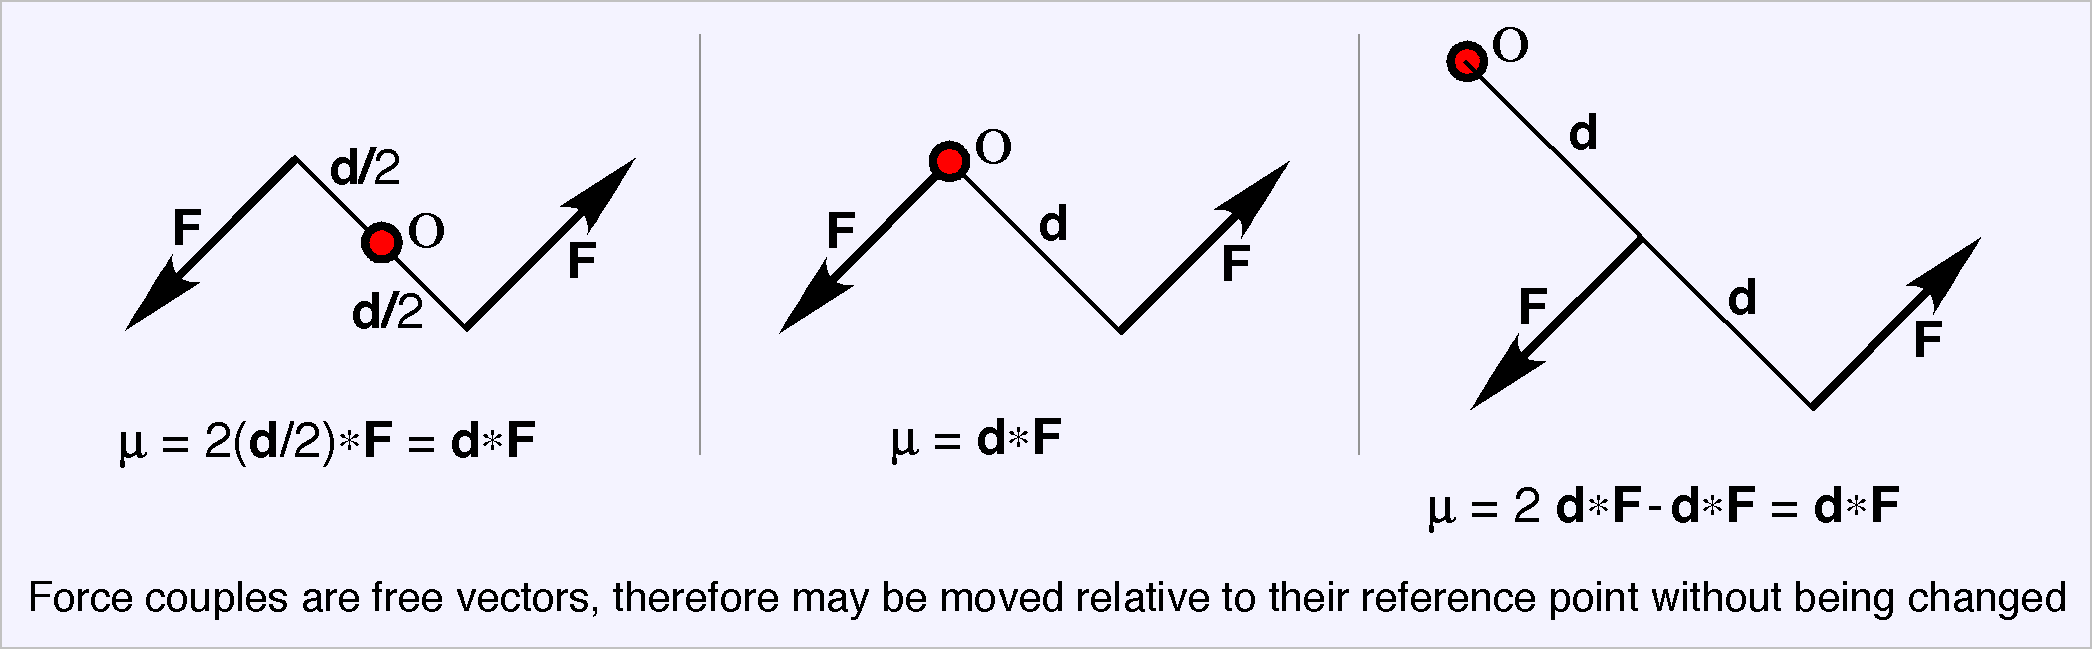 d/2
F
O
F
d/2
μ = 2(d/2)*F = d*F
O
F
d
F
μ = d*F
O
d
F
d
F
μ = 2 d*F-d*F = d*F
Force couples are free vectors, therefore may be moved relative to their reference point without being changed